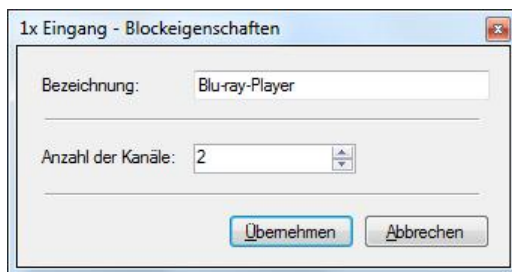 1x Eingang - Blockeigenschaften
Bezeichnung: Blu-ray-Player
Anzahl der Kanäle: 2
Übernehmen Abbrechen